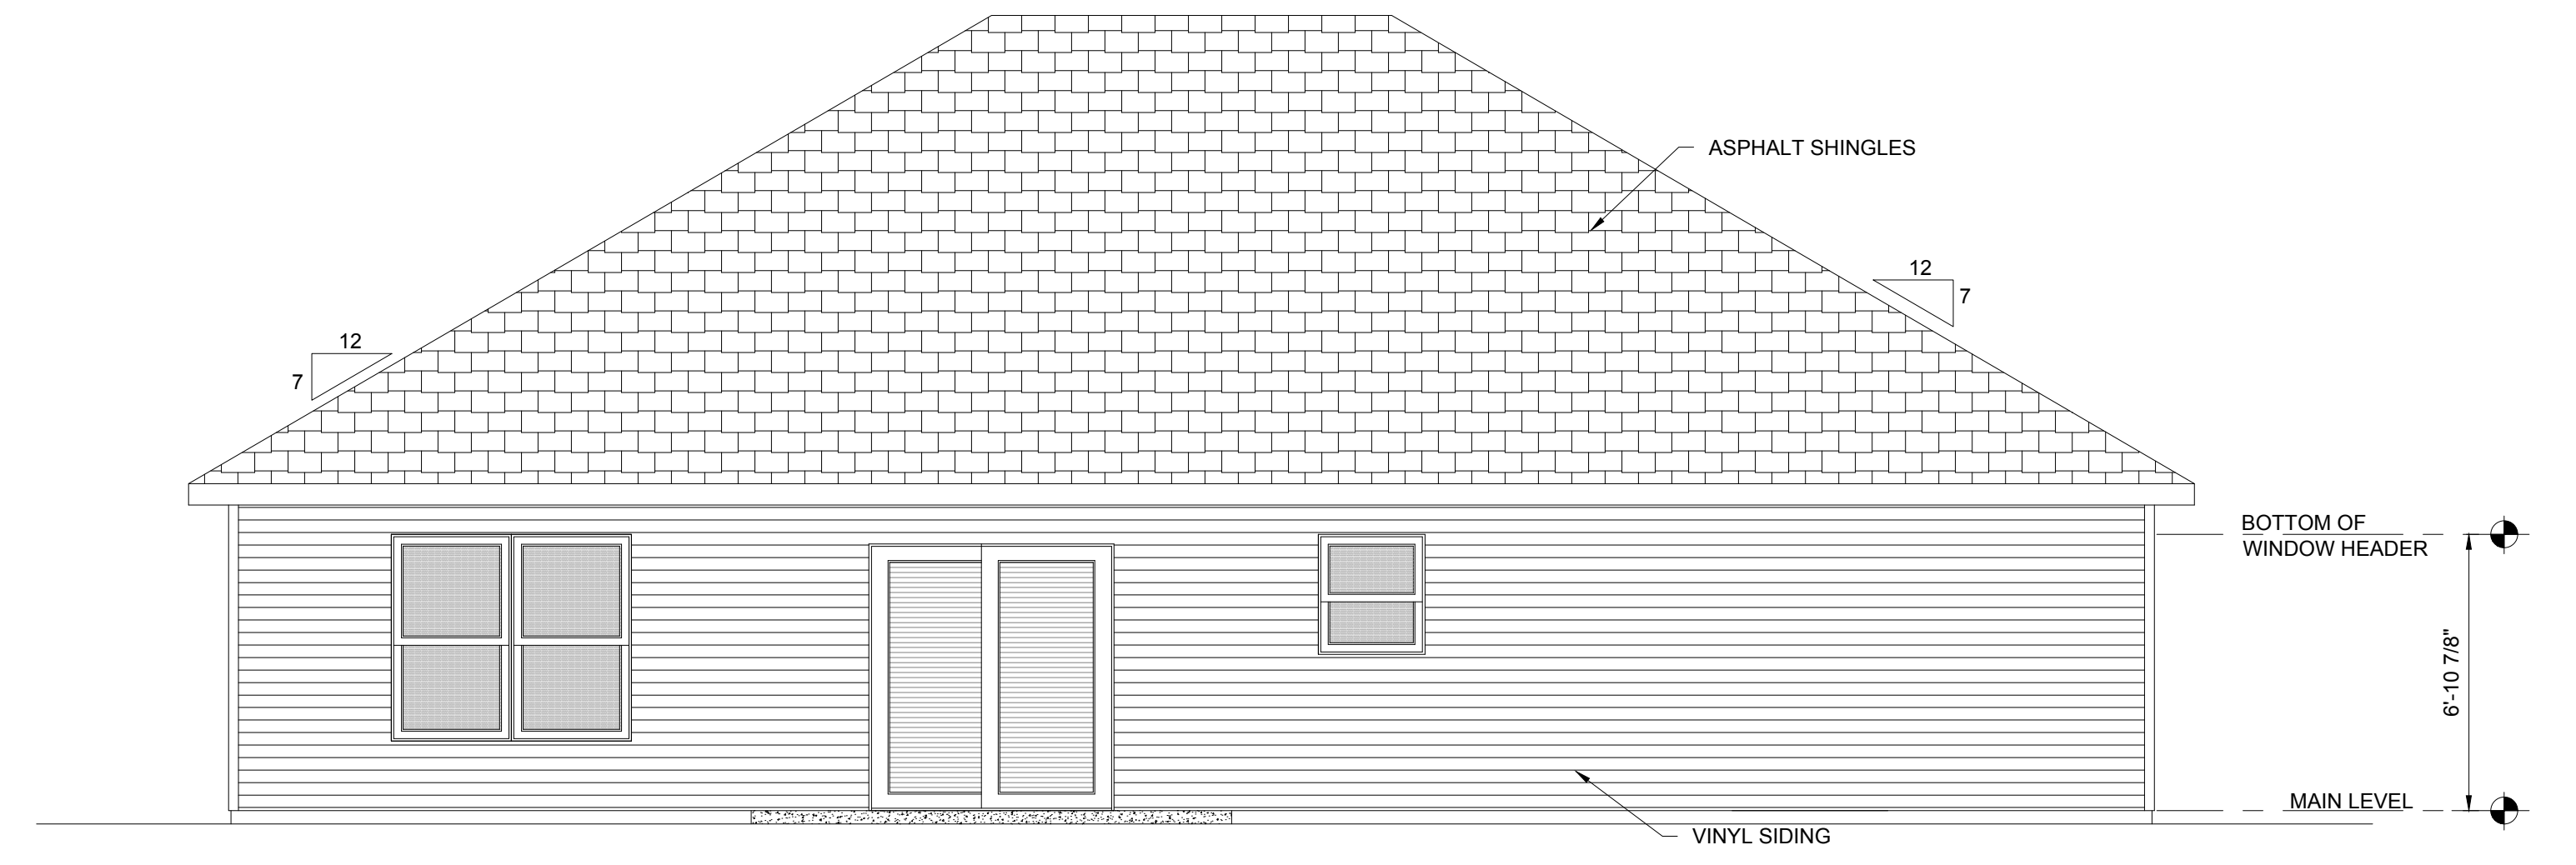 ASPHALT SHINGLES
12
7
12
7
BOTTOM OF
WINDOW HEADER
6'-10 7/8"
MAIN LEVEL
VINYL SIDING